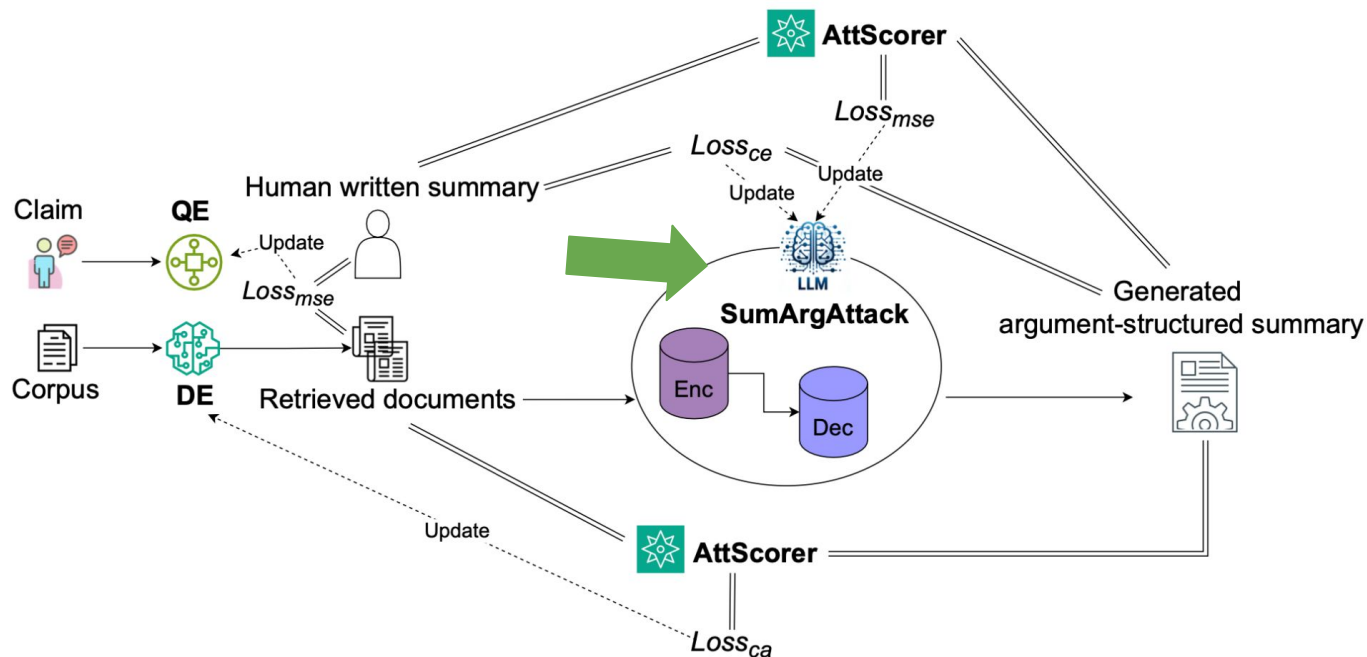 AttScorer
Loss_mse
Loss_ce
Human written summary
Update
Update
Claim
QE
Update
Loss_mse
LLM
SumArgAttack
Generated
argument-structured summary
Enc
Dec
Corpus
DE
Retrieved documents
Update
AttScorer
Loss_ca